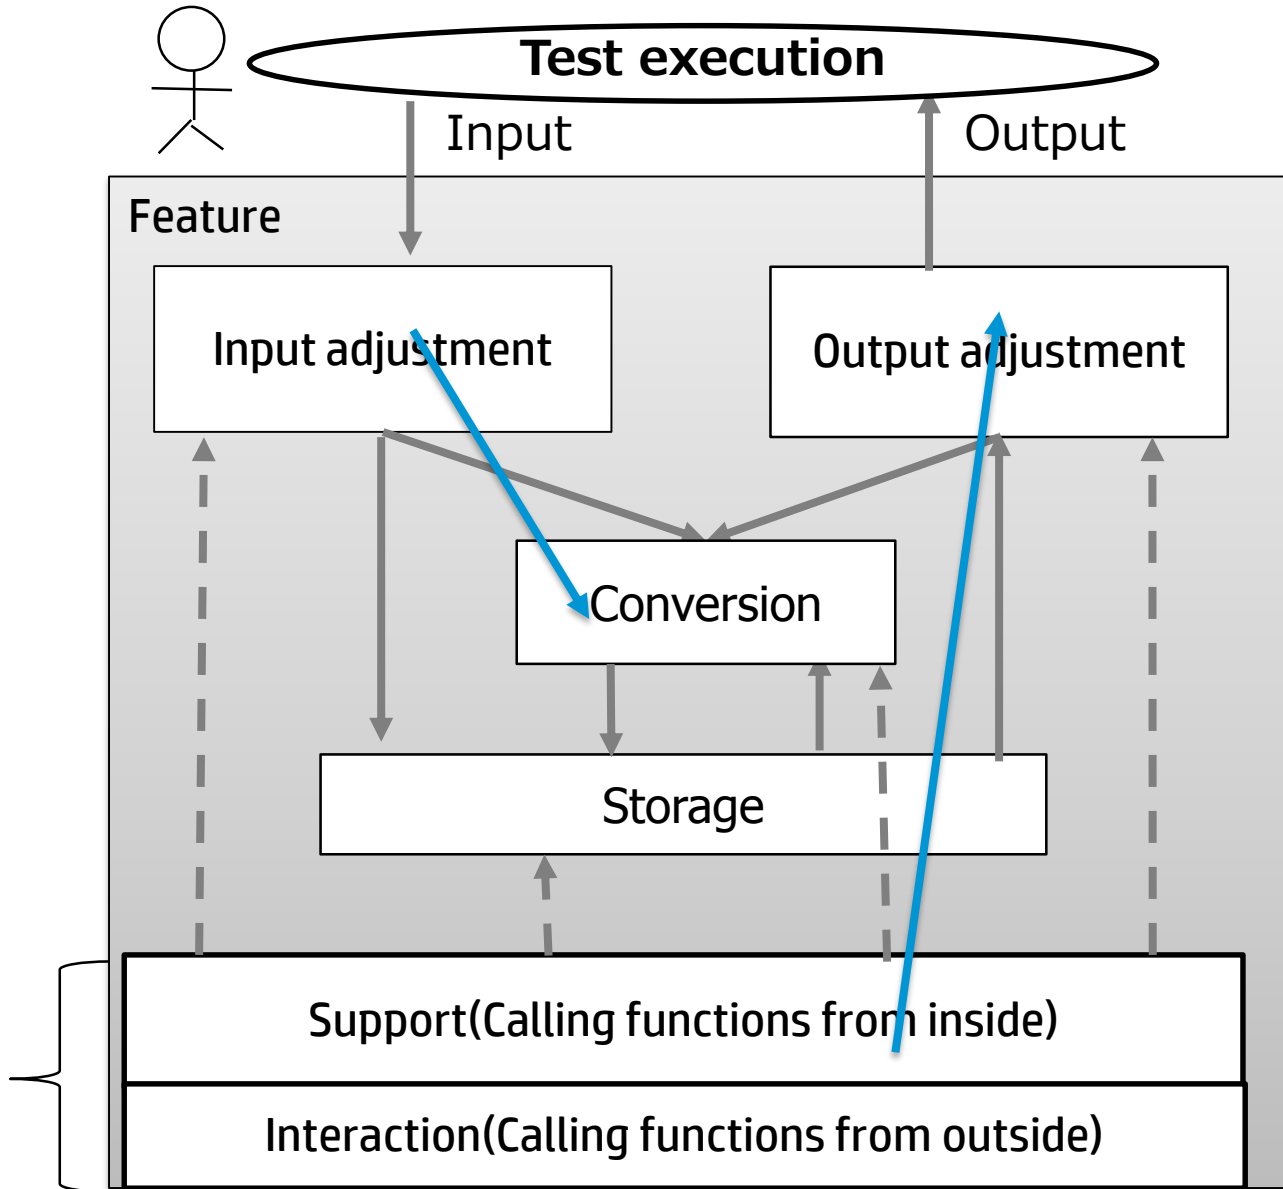 Test execution
Input
Output
Feature
Input adjustment
Output adjustment
Conversion
Storage
Support(Calling functions from inside)
Interaction(Calling functions from outside)